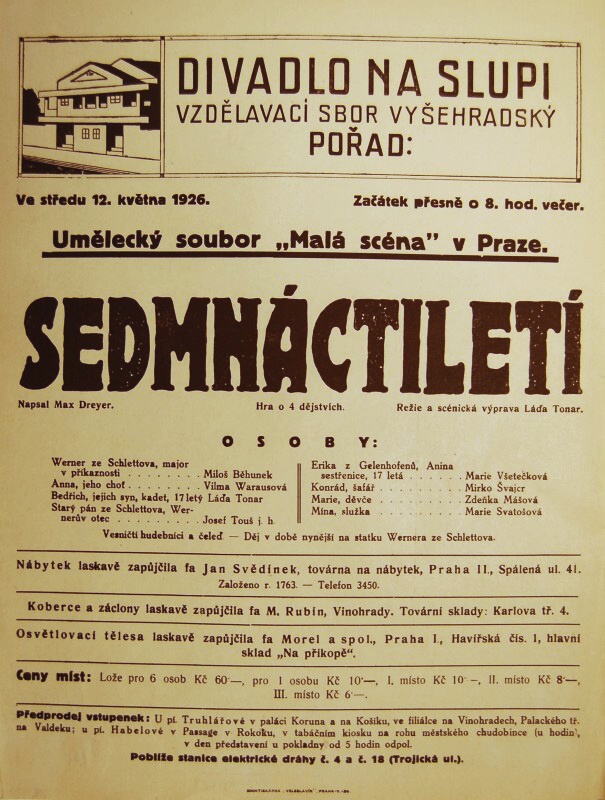 DIVADLO NA SLUPI
VZDĚLAVACÍ SBOR VYŠEHRADSKÝ
POŘAD:
Ve středu 12. května 1926.
Začátek přesně o 8. hod. večer.
Umělecký soubor „Malá scéna” v Praze.
SEDMNÁCTILETÍ
Napsal Max Dreyer.
Hra o 4 dějstvích.
Režie a scénická výprava Láďa Tonar.
OSOBY:
Werner ze Schlettova, major
v příkaznosti . . . . . . . Miloš Běhunek
Anna, jeho choť . . . . . . Vilma Warausová
Bedřich, jejich syn, kadet, 17 letý Láďa Tonar
Starý pán ze Schlettova, Wer-
nerův otec . . . . . . . . . Josef Touš j. h.
Erika z Gelenhofenů, Anina
sestřenice, 17 letá . . . . . . Marie Všetečková
Konrád, šafář . . . . . . . . . Mirko Švajcr
Marie, děvče . . . . . . . . . Zdeňka Mášová
Mína, služka . . . . . . . . . Marie Svatošová
Vesničtí hudebníci a čeleď. — Děj v době nynější na statku Wernera ze Schlettova.
Nábytek laskavě zapůjčila fa Jan Svědínek, továrna na nábytek, Praha II., Spálená ul. 41.
Založeno r. 1763. — Telefon 3450.
Koberce a záclony laskavě zapůjčila fa M. Rubín, Vinohrady. Tovární sklady: Karlova tř. 4.
Osvětlovací tělesa laskavě zapůjčila fa Morel a spol., Praha I., Havířská čís. 1, hlavní
sklad „Na příkopě“.
Ceny míst: Lože pro 6 osob Kč 60·—, pro 1 osobu Kč 10·—, I. místo Kč 10·—, II. místo Kč 8·—,
III. místo Kč 6·—.
Předprodej vstupenek: U pí. Truhlářové v paláci Koruna a na Košíku, ve filiálce na Vinohradech, Palackého tř.
na Valdeku; u pí. Habelové v Passage v Rokoku, v tabáčním kiosku na rohu městského chudobince (u hodin),
v den představení u pokladny od 5 hodin odpol.
Poblíže stanice elektrické dráhy č. 4 a č. 18 (Trojická ul.).